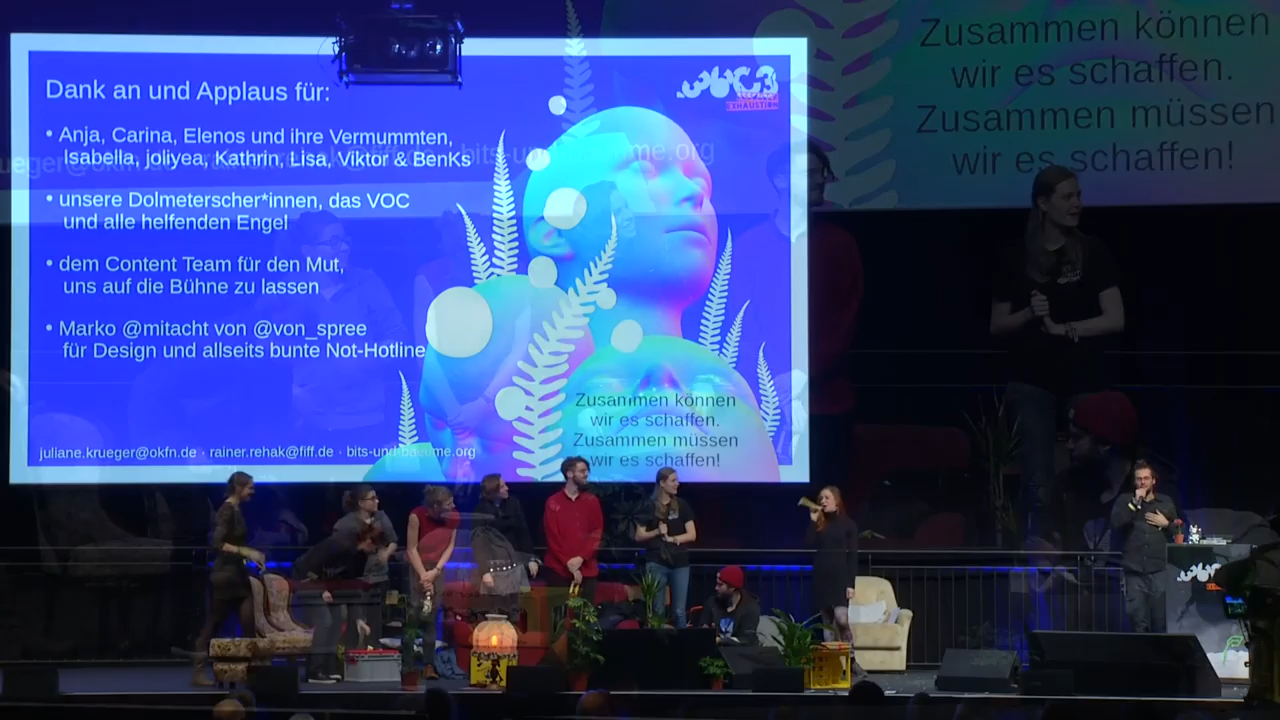 Dank an und Applaus für:
• Anja, Carina, Elenos und ihre Vermummten,
Isabella, joliyea, Kathrin, Lisa, Viktor & BenKs
• unsere Dolmetscher*innen, das VOC
und alle helfenden Engel
• dem Content Team für den Mut,
uns auf die Bühne zu lassen
• Marko @mitacht von @von_spree
für Design und allseits bunte Not-Hotline
juliane.krueger@okfn.de · rainer.rehak@fiff.de · bits-und-baeume.org
Zusammen können
wir es schaffen.
Zusammen müssen
wir es schaffen!
EXHAUSTION
Zusammen können
wir es schaffen.
Zusammen müssen
wir es schaffen!